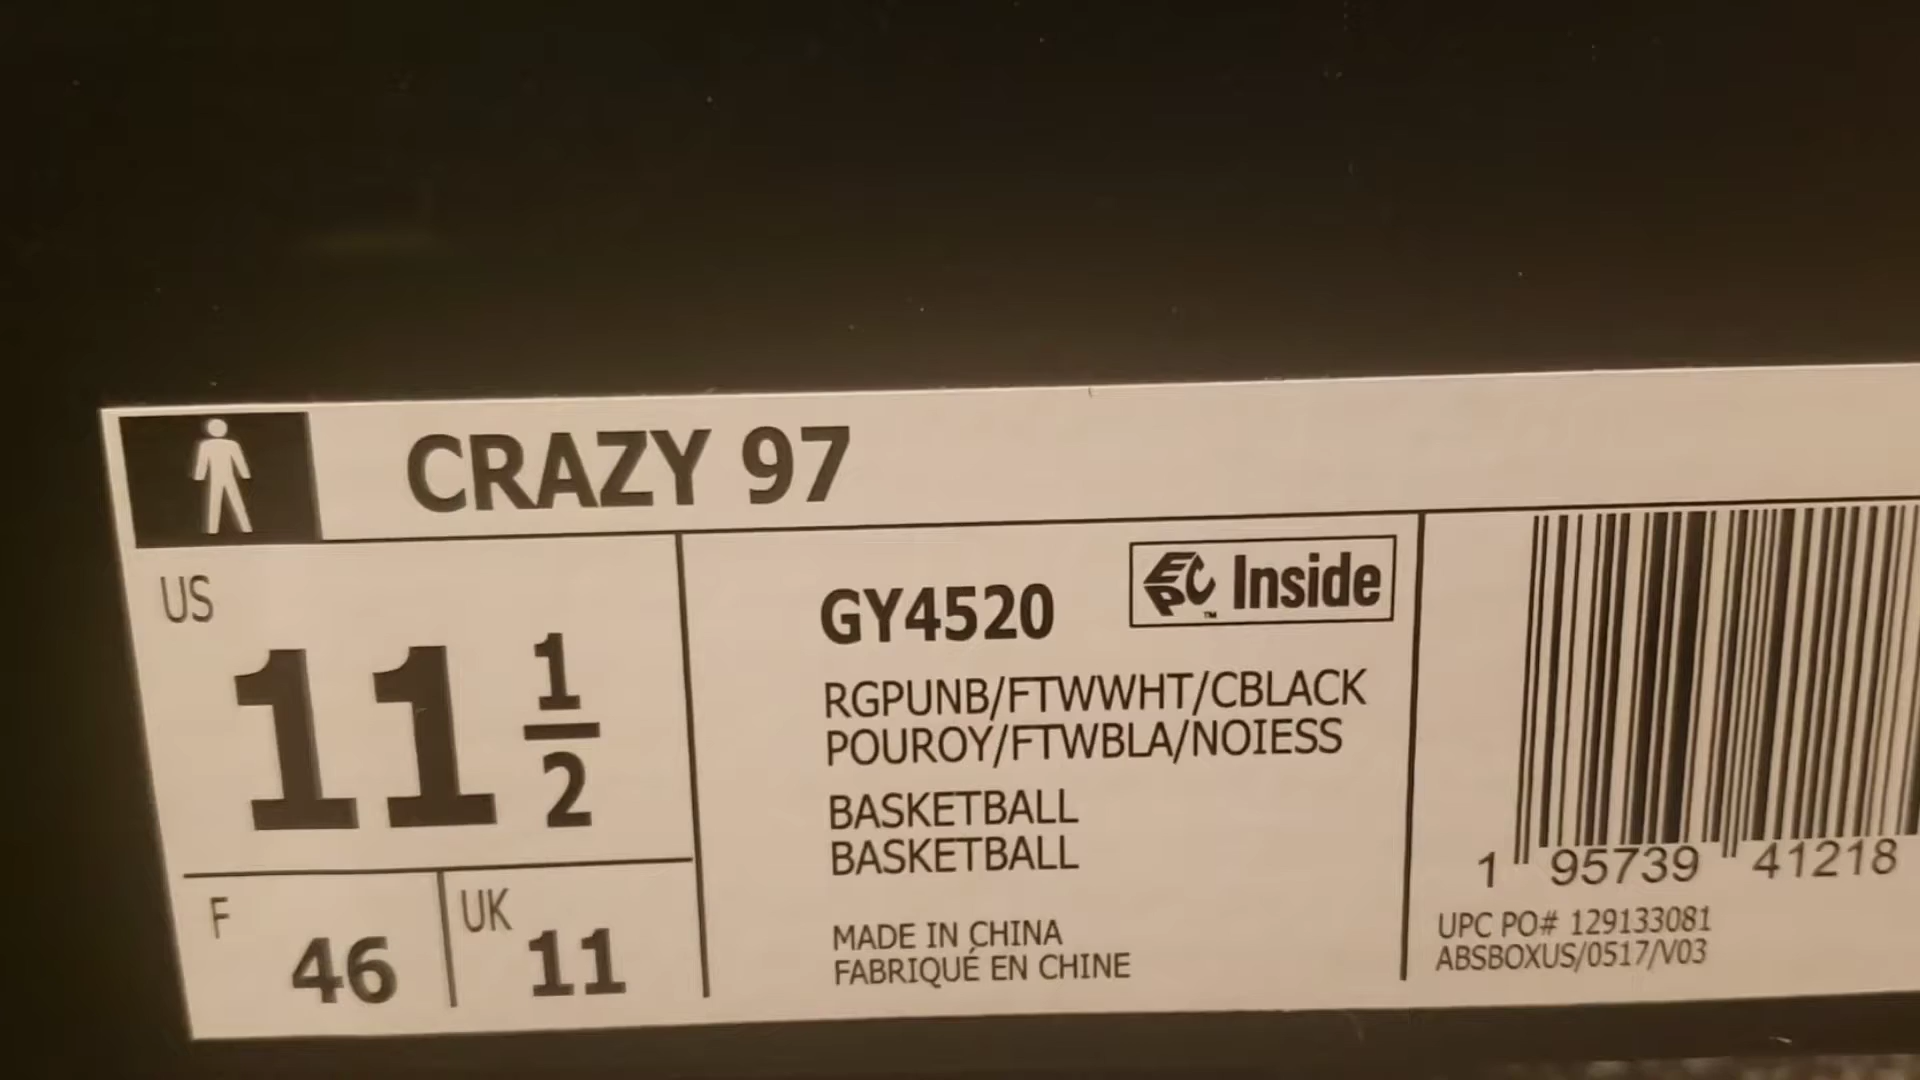 CRAZY 97
US
11 1/2
F 46
UK 11
GY4520
EPC™ Inside
RGPUNB/FTWWHT/CBLACK
POUROY/FTWBLA/NOIESS
BASKETBALL
BASKETBALL
MADE IN CHINA
FABRIQUÉ EN CHINE
1 95739 41218
UPC PO# 129133081
ABSBOXUS/0517/V03